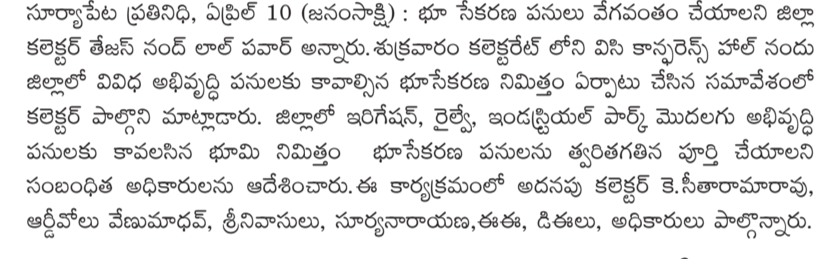 సూర్యాపేట ప్రతినిధి, ఏప్రిల్ 10 (జనంసాక్షి) : భూ సేకరణ పనులు వేగవంతం చేయాలని జిల్లా
కలెక్టర్ తేజస్ నంద్ లాల్ పవార్ అన్నారు.శుక్రవారం కలెక్టరేట్ లోని విసి కాన్ఫరెన్స్ హాల్ నందు
జిల్లాలో వివిధ అభివృద్ధి పనులకు కావాల్సిన భూసేకరణ నిమిత్తం ఏర్పాటు చేసిన సమావేశంలో
కలెక్టర్ పాల్గొని మాట్లాడారు. జిల్లాలో ఇరిగేషన్, రైల్వే, ఇండస్ట్రియల్ పార్క్ మొదలగు అభివృద్ధి
పనులకు కావలసిన భూమి నిమిత్తం భూసేకరణ పనులను త్వరితగతిన పూర్తి చేయాలని
సంబంధిత అధికారులను ఆదేశించారు.ఈ కార్యక్రమంలో అదనపు కలెక్టర్ కె.సీతారామారావు,
ఆర్డీవోలు వేణుమాధవ్, శ్రీనివాసులు, సూర్యనారాయణ,ఈఈ, డిఈలు, అధికారులు పాల్గొన్నారు.